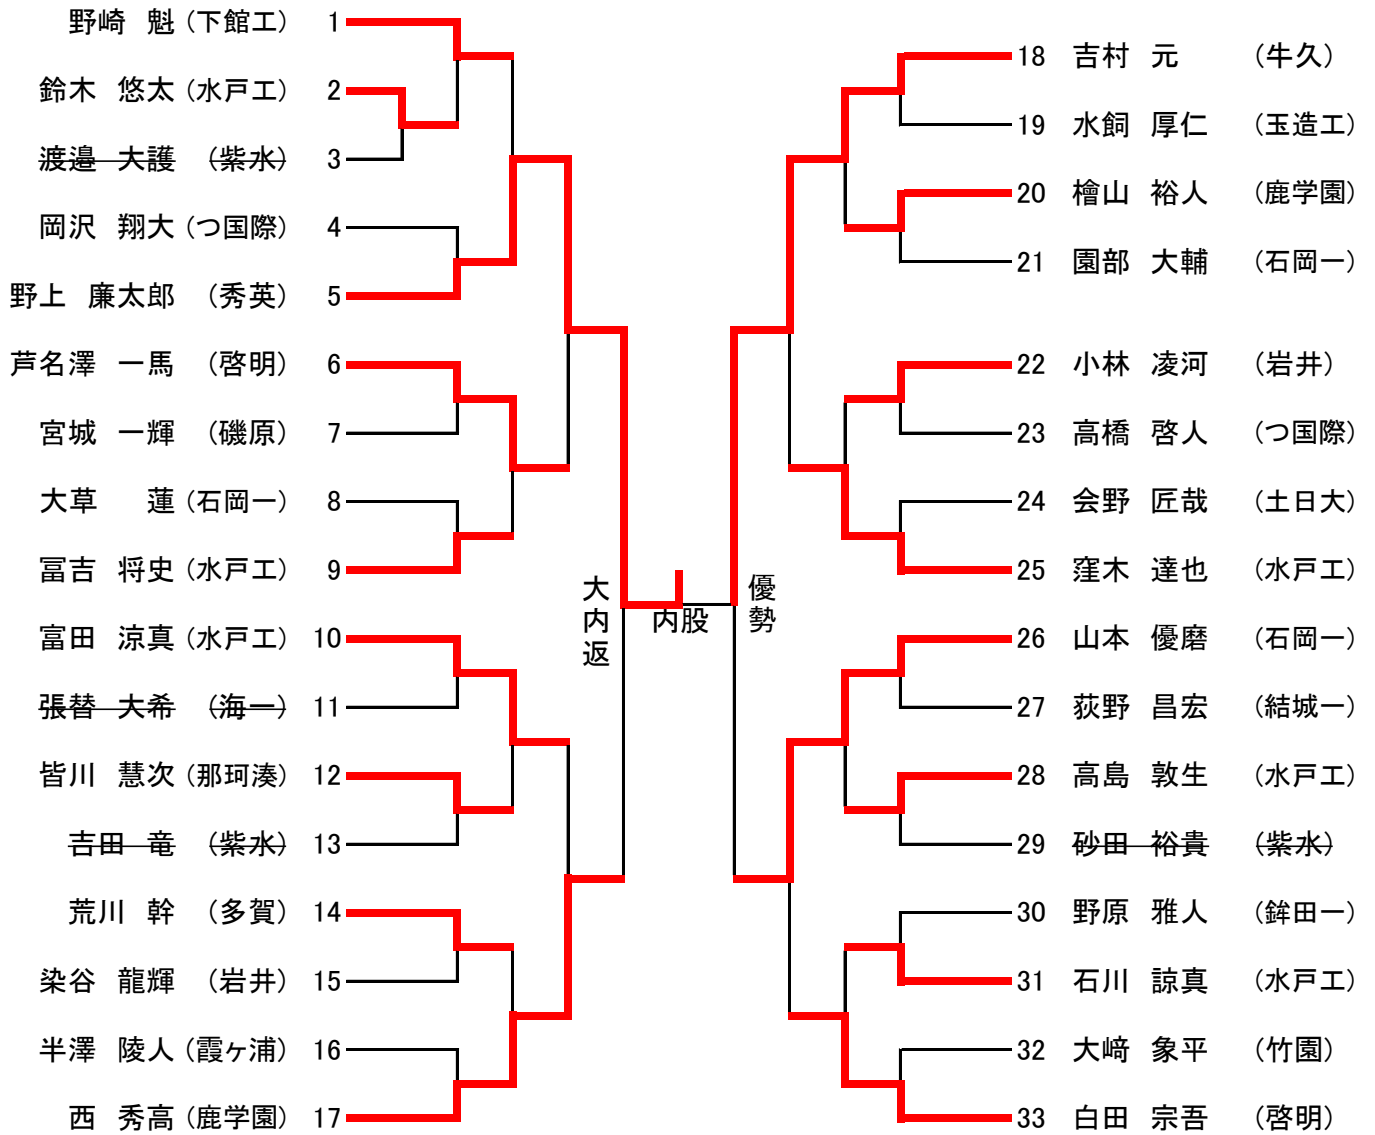 野崎 魁 (下館工) 1
鈴木 悠太 (水戸工) 2
渡邉 大護 (紫水) 3
岡沢 翔大 (つ国際) 4
野上 廉太郎 (秀英) 5
芦名澤 一馬 (啓明) 6
宮城 一輝 (磯原) 7
大草 蓮 (石岡一) 8
冨吉 将史 (水戸工) 9
富田 涼真 (水戸工) 10
張替 大希 (海一) 11
皆川 慧次 (那珂湊) 12
吉田 竜 (紫水) 13
荒川 幹 (多賀) 14
染谷 龍輝 (岩井) 15
半澤 陵人 (霞ヶ浦) 16
西 秀高 (鹿学園) 17
大内返
内股
優勢
18 吉村 元 (牛久)
19 水飼 厚仁 (玉造工)
20 檜山 裕人 (鹿学園)
21 園部 大輔 (石岡一)
22 小林 凌河 (岩井)
23 高橋 啓人 (つ国際)
24 会野 匠哉 (土日大)
25 窪木 達也 (水戸工)
26 山本 優磨 (石岡一)
27 荻野 昌宏 (結城一)
28 高島 敦生 (水戸工)
29 砂田 裕貴 (紫水)
30 野原 雅人 (鉾田一)
31 石川 諒真 (水戸工)
32 大﨑 象平 (竹園)
33 白田 宗吾 (啓明)